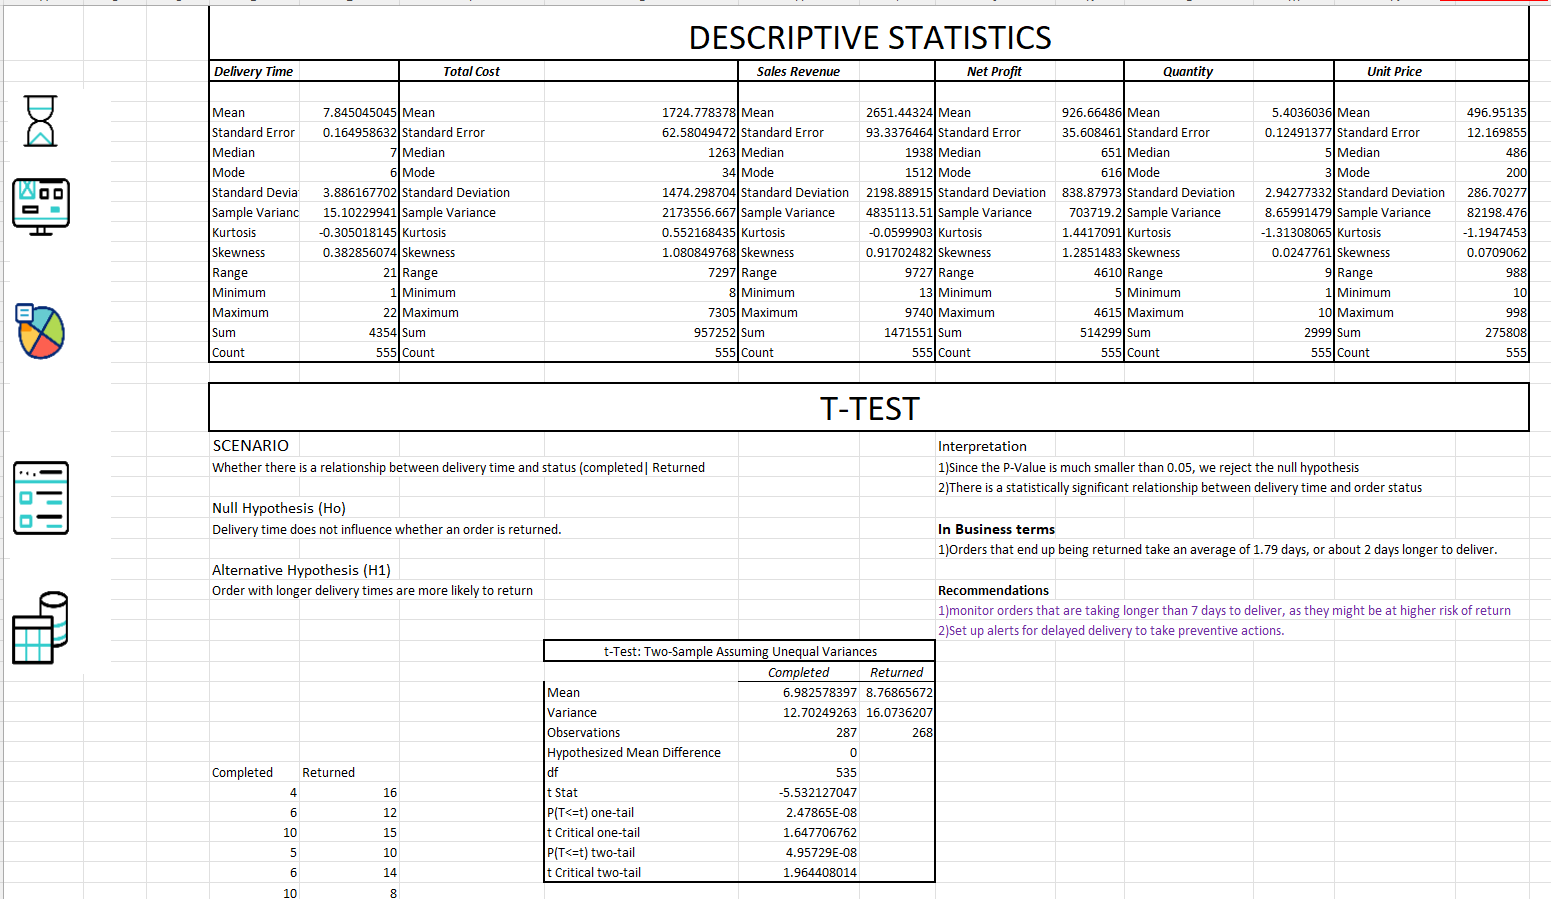 DESCRIPTIVE STATISTICS
Delivery Time Total Cost Sales Revenue Net Profit Quantity Unit Price
Mean 7.845045045 Mean 1724.778378 Mean 2651.44324 Mean 926.66486 Mean 5.4036036 Mean 496.95135
Standard Error 0.164958632 Standard Error 62.58049472 Standard Error 93.3376464 Standard Error 35.608461 Standard Error 0.12491377 Standard Error 12.169855
Median 7 Median 1263 Median 1938 Median 651 Median 5 Median 486
Mode 6 Mode 34 Mode 1512 Mode 616 Mode 3 Mode 200
Standard Devia 3.886167702 Standard Deviation 1474.298704 Standard Deviation 2198.88915 Standard Deviation 838.87973 Standard Deviation 2.94277332 Standard Deviation 286.70277
Sample Varianc 15.10229941 Sample Variance 2173556.667 Sample Variance 4835113.51 Sample Variance 703719.2 Sample Variance 8.65991479 Sample Variance 82198.476
Kurtosis -0.305018145 Kurtosis 0.552168435 Kurtosis -0.0599903 Kurtosis 1.4417091 Kurtosis -1.31308065 Kurtosis -1.1947453
Skewness 0.382856074 Skewness 1.080849768 Skewness 0.91702482 Skewness 1.2851483 Skewness 0.0247761 Skewness 0.0709062
Range 21 Range 7297 Range 9727 Range 4610 Range 9 Range 988
Minimum 1 Minimum 8 Minimum 13 Minimum 5 Minimum 1 Minimum 10
Maximum 22 Maximum 7305 Maximum 9740 Maximum 4615 Maximum 10 Maximum 998
Sum 4354 Sum 957252 Sum 1471551 Sum 514299 Sum 2999 Sum 275808
Count 555 Count 555 Count 555 Count 555 Count 555 Count 555
T-TEST
SCENARIO
Whether there is a relationship between delivery time and status (completed| Returned
Null Hypothesis (Ho)
Delivery time does not influence whether an order is returned.
Alternative Hypothesis (H1)
Order with longer delivery times are more likely to return
Interpretation
1)Since the P-Value is much smaller than 0.05, we reject the null hypothesis
2)There is a statistically significant relationship between delivery time and order status
In Business terms
1)Orders that end up being returned take an average of 1.79 days, or about 2 days longer to deliver.
Recommendations
1)monitor orders that are taking longer than 7 days to deliver, as they might be at higher risk of return
2)Set up alerts for delayed delivery to take preventive actions.
t-Test: Two-Sample Assuming Unequal Variances
Completed Returned
Mean 6.982578397 8.76865672
Variance 12.70249263 16.0736207
Observations 287 268
Hypothesized Mean Difference 0
df 535
t Stat -5.532127047
P(T<=t) one-tail 2.47865E-08
t Critical one-tail 1.647706762
P(T<=t) two-tail 4.95729E-08
t Critical two-tail 1.964408014
Completed Returned
4 16
6 12
10 15
5 10
6 14
10 8